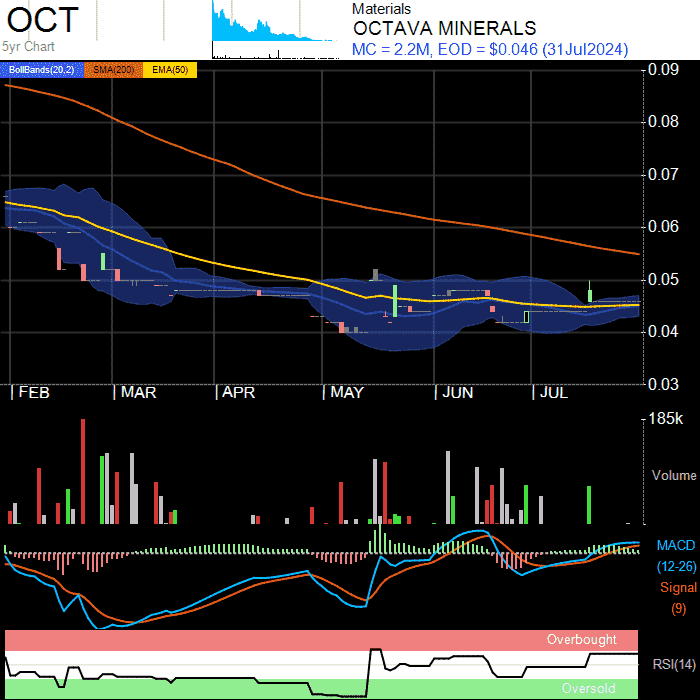 OCT
5yr Chart
Materials
OCTAVA MINERALS
MC = 2.2M, EOD = $0.046 (31Jul2024)
BollBands(20,2) SMA(200) EMA(50)
0.09
0.08
0.07
0.06
0.05
0.04
0.03
FEB MAR APR MAY JUN JUL
185k
Volume
MACD
(12-26)
Signal
(9)
Overbought
RSI(14)
Oversold